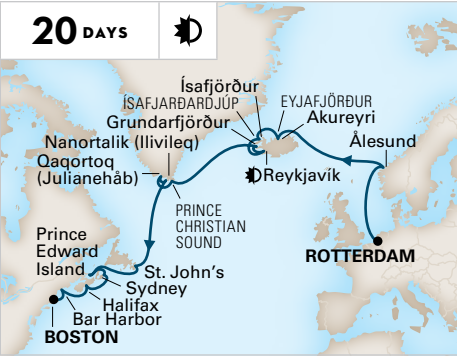 20 DAYS
Ísafjörður
ÍSAFJARÐARDJÚP
EYJAFJÖRÐUR
Grundarfjörður
Akureyri
Nanortalik (Ilivileq)
Ålesund
Qaqortoq
(Julianehåb)
Reykjavík
PRINCE
CHRISTIAN
SOUND
Prince
Edward
Island
ROTTERDAM
St. John's
Sydney
Halifax
Bar Harbor
BOSTON